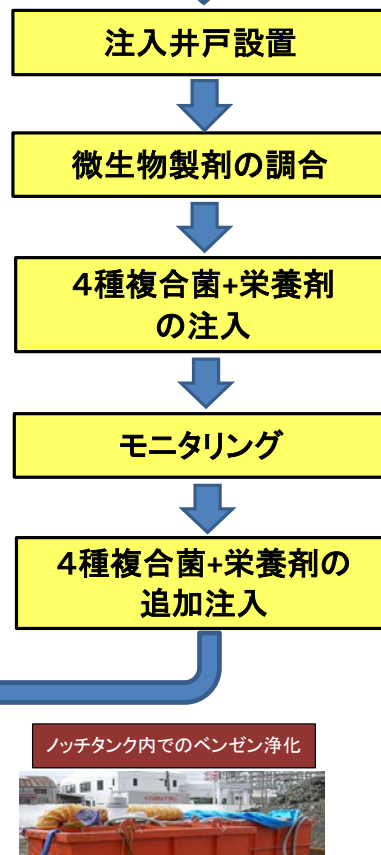 注入井戸設置
微生物製剤の調合
4種複合菌+栄養剤
の注入
モニタリング
4種複合菌+栄養剤の
追加注入
ノッチタンク内でのベンゼン浄化